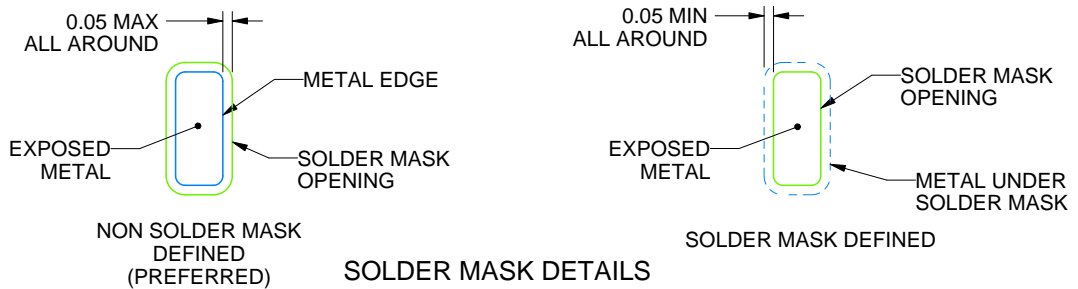 0.05 MAX
ALL AROUND
METAL EDGE
EXPOSED
METAL
SOLDER MASK
OPENING
NON SOLDER MASK
DEFINED
(PREFERRED)
0.05 MIN
ALL AROUND
SOLDER MASK
OPENING
EXPOSED
METAL
METAL UNDER
SOLDER MASK
SOLDER MASK DEFINED
SOLDER MASK DETAILS